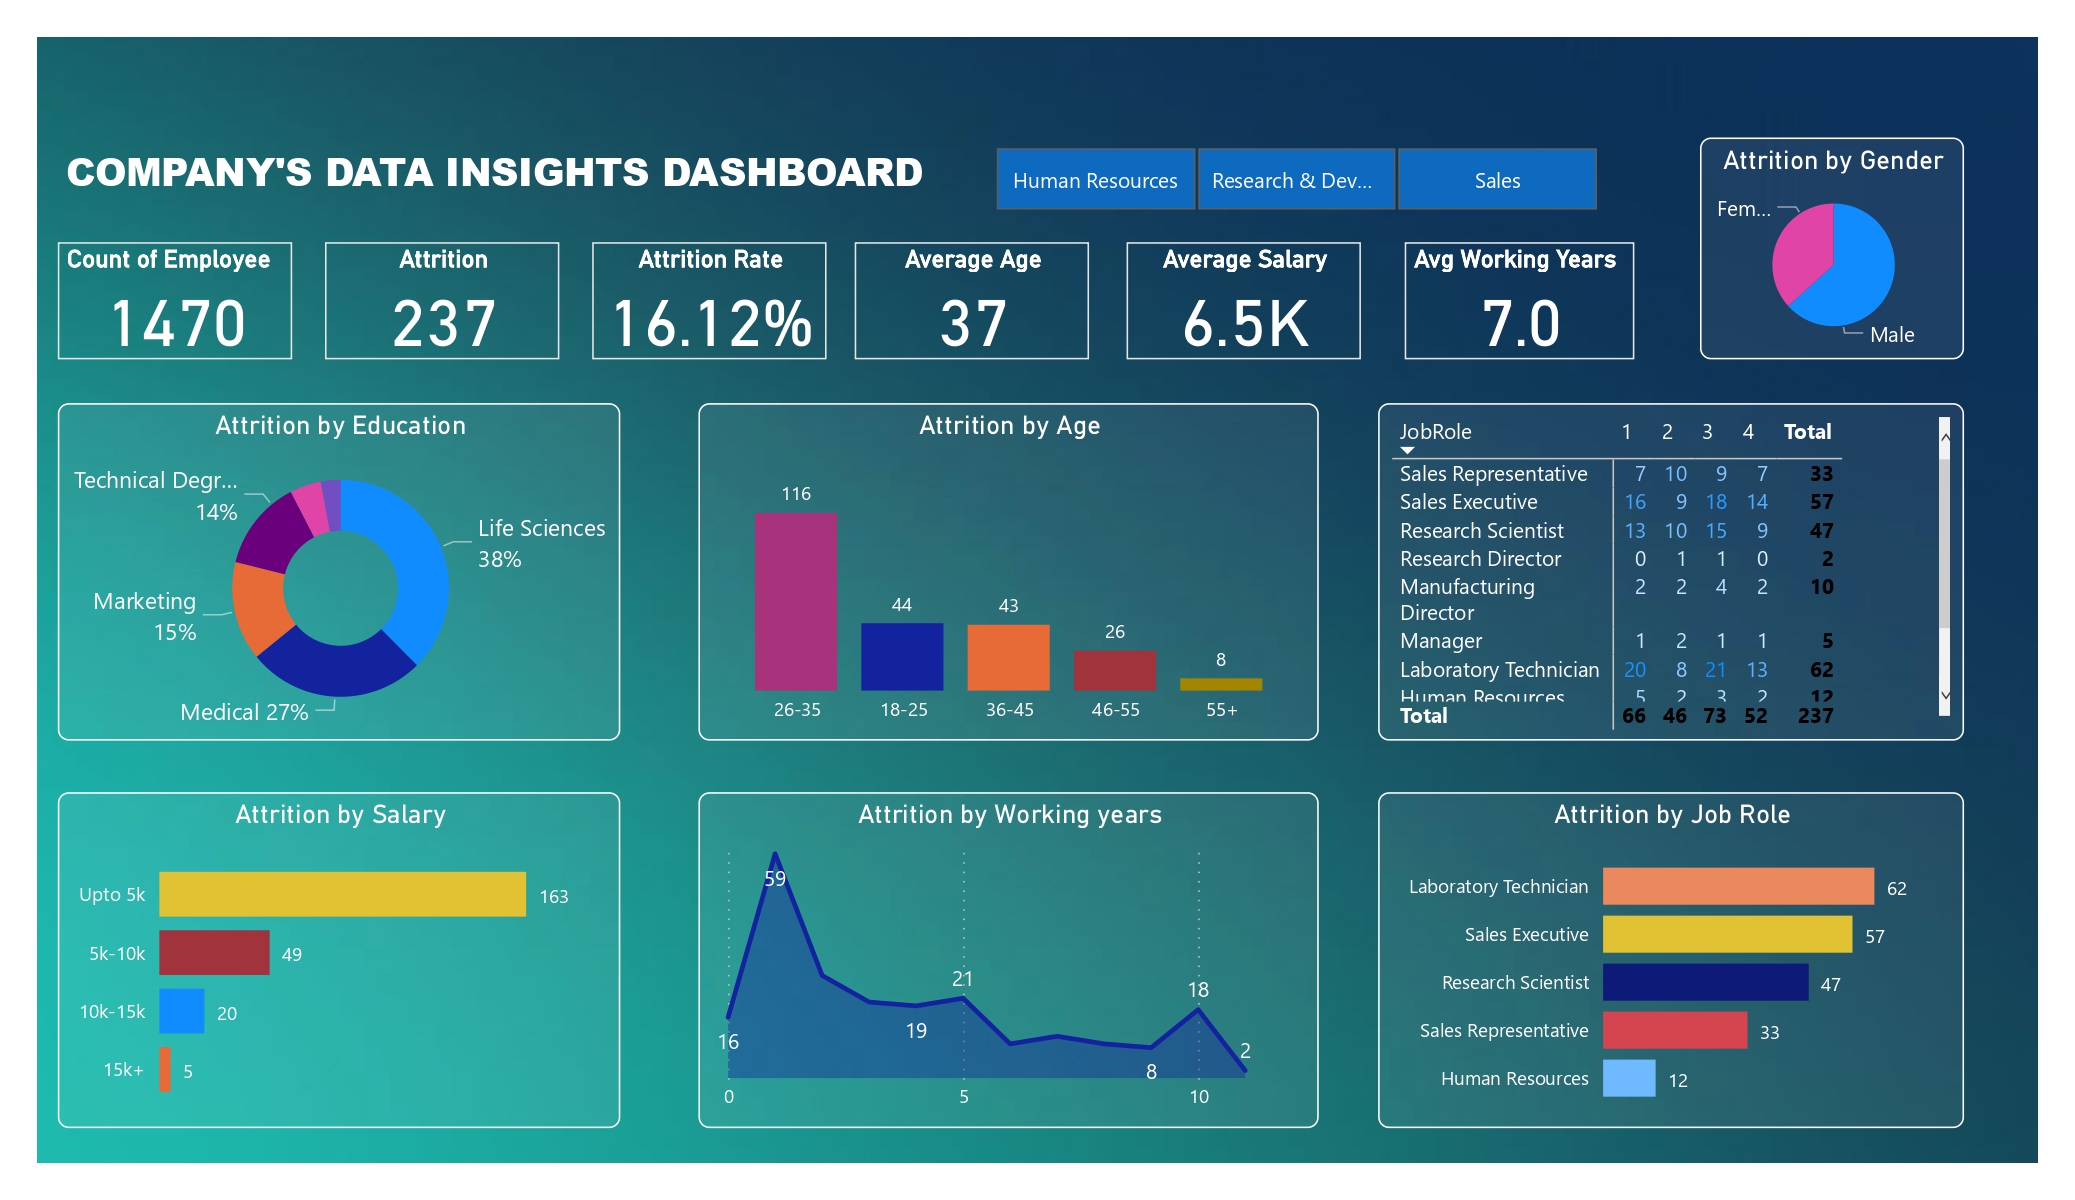 COMPANY'S DATA INSIGHTS DASHBOARD
Human Resources
Research & Dev...
Sales
Attrition by Gender
Fem...
Male
Count of Employee
1470
Attrition
237
Attrition Rate
16.12%
Average Age
37
Average Salary
6.5K
Avg Working Years
7.0
Attrition by Education
Technical Degr...
14%
Life Sciences
38%
Marketing
15%
Medical 27%
Attrition by Age
116
44
43
26
8
26-35 18-25 36-45 46-55 55+
JobRole 1 2 3 4 Total
Sales Representative 7 10 9 7 33
Sales Executive 16 9 18 14 57
Research Scientist 13 10 15 9 47
Research Director 0 1 1 0 2
Manufacturing 2 2 4 2 10
Director
Manager 1 2 1 1 5
Laboratory Technician 20 8 21 13 62
Human Resources 5 2 3 2 12
Total 66 46 73 52 237
Attrition by Salary
Upto 5k 163
5k-10k 49
10k-15k 20
15k+ 5
Attrition by Working years
59
21
18
19
16
2
8
0 5 10
Attrition by Job Role
Laboratory Technician 62
Sales Executive 57
Research Scientist 47
Sales Representative 33
Human Resources 12